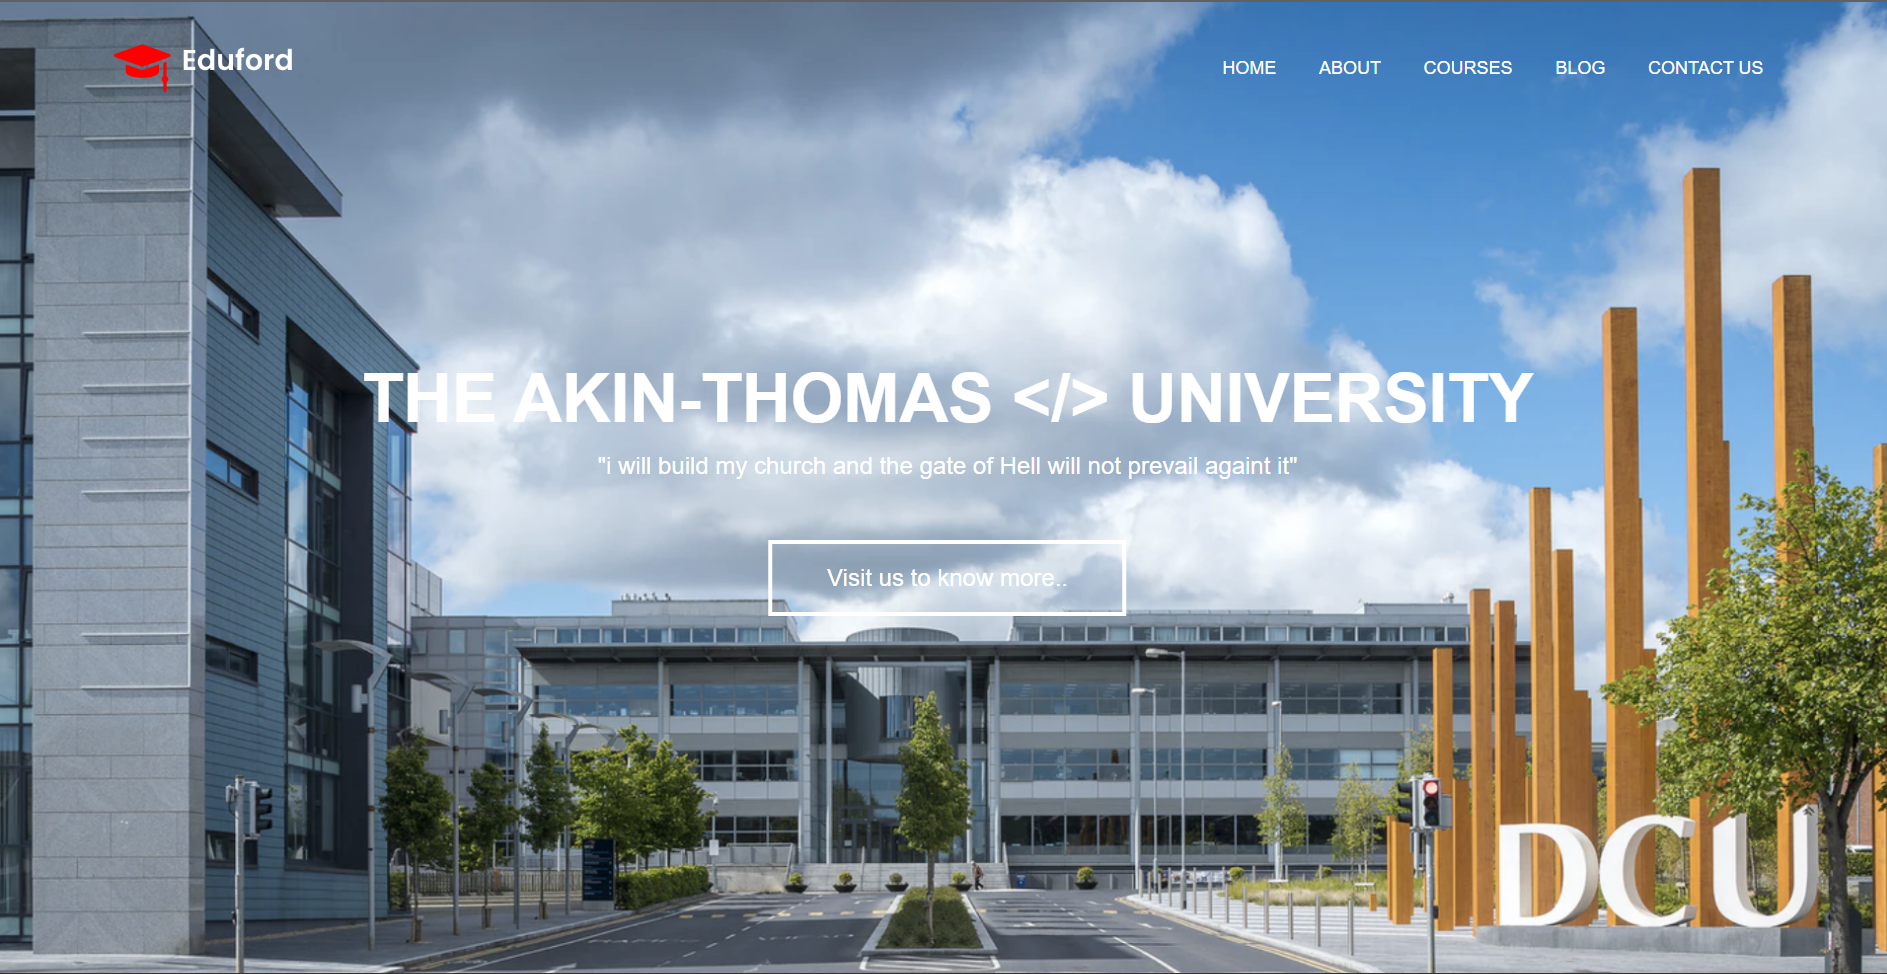 Eduford
HOME ABOUT COURSES BLOG CONTACT US
THE AKIN-THOMAS </> UNIVERSITY
"i will build my church and the gate of Hell will not prevail againt it"
Visit us to know more..
DCU